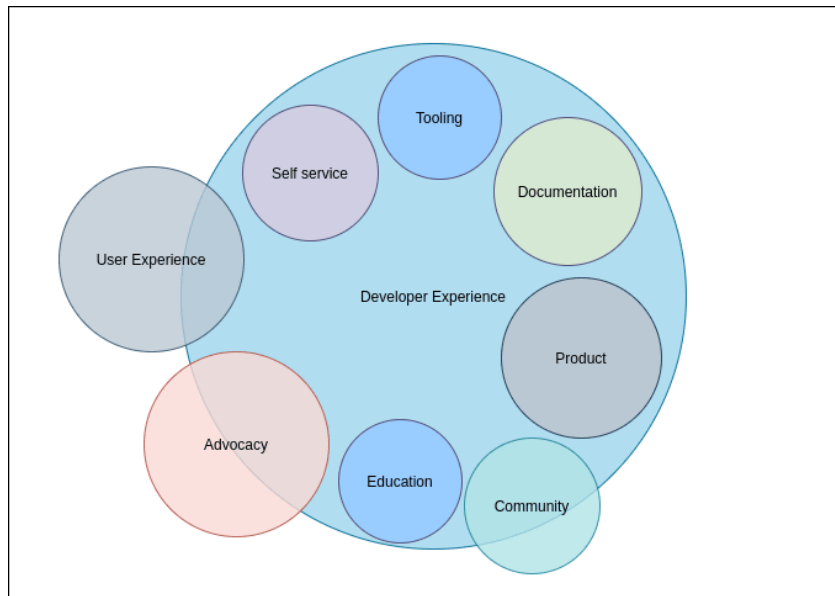 Tooling
Self service
Documentation
User Experience
Developer Experience
Product
Advocacy
Education
Community